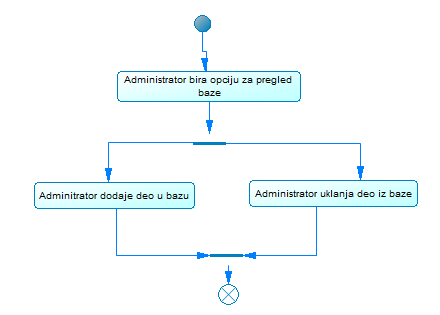 Administrator bira opciju za pregled
baze
Adminitrator dodaje deo u bazu
Administrator uklanja deo iz baze